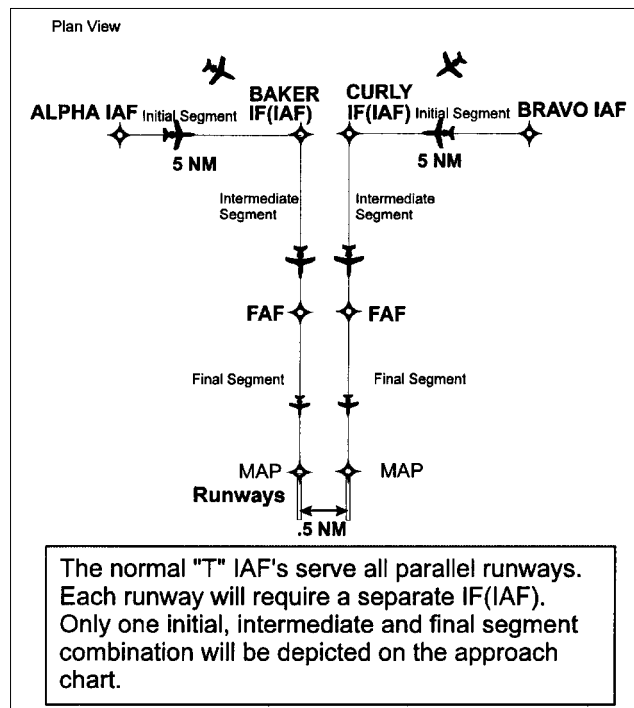 Plan View
ALPHA IAF
Initial Segment
BAKER
IF(IAF)
CURLY
IF(IAF)
Initial Segment
BRAVO IAF
5 NM
5 NM
Intermediate
Segment
Intermediate
Segment
FAF
FAF
Final Segment
Final Segment
MAP
MAP
Runways
.5 NM
The normal "T" IAF's serve all parallel runways.
Each runway will require a separate IF(IAF).
Only one initial, intermediate and final segment
combination will be depicted on the approach
chart.